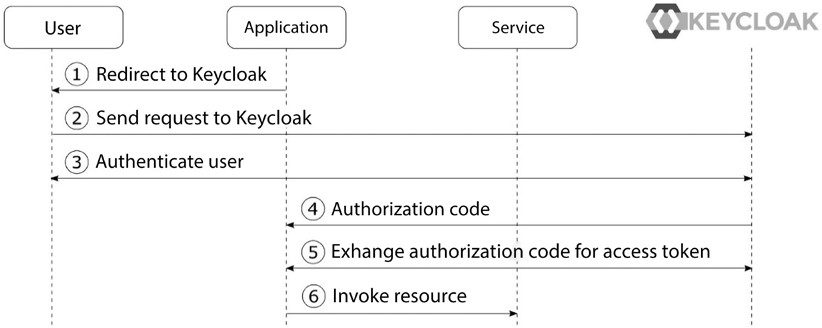 User
Application
Service
KEYCLOAK
1 Redirect to Keycloak
2 Send request to Keycloak
3 Authenticate user
4 Authorization code
5 Exhange authorization code for access token
6 Invoke resource